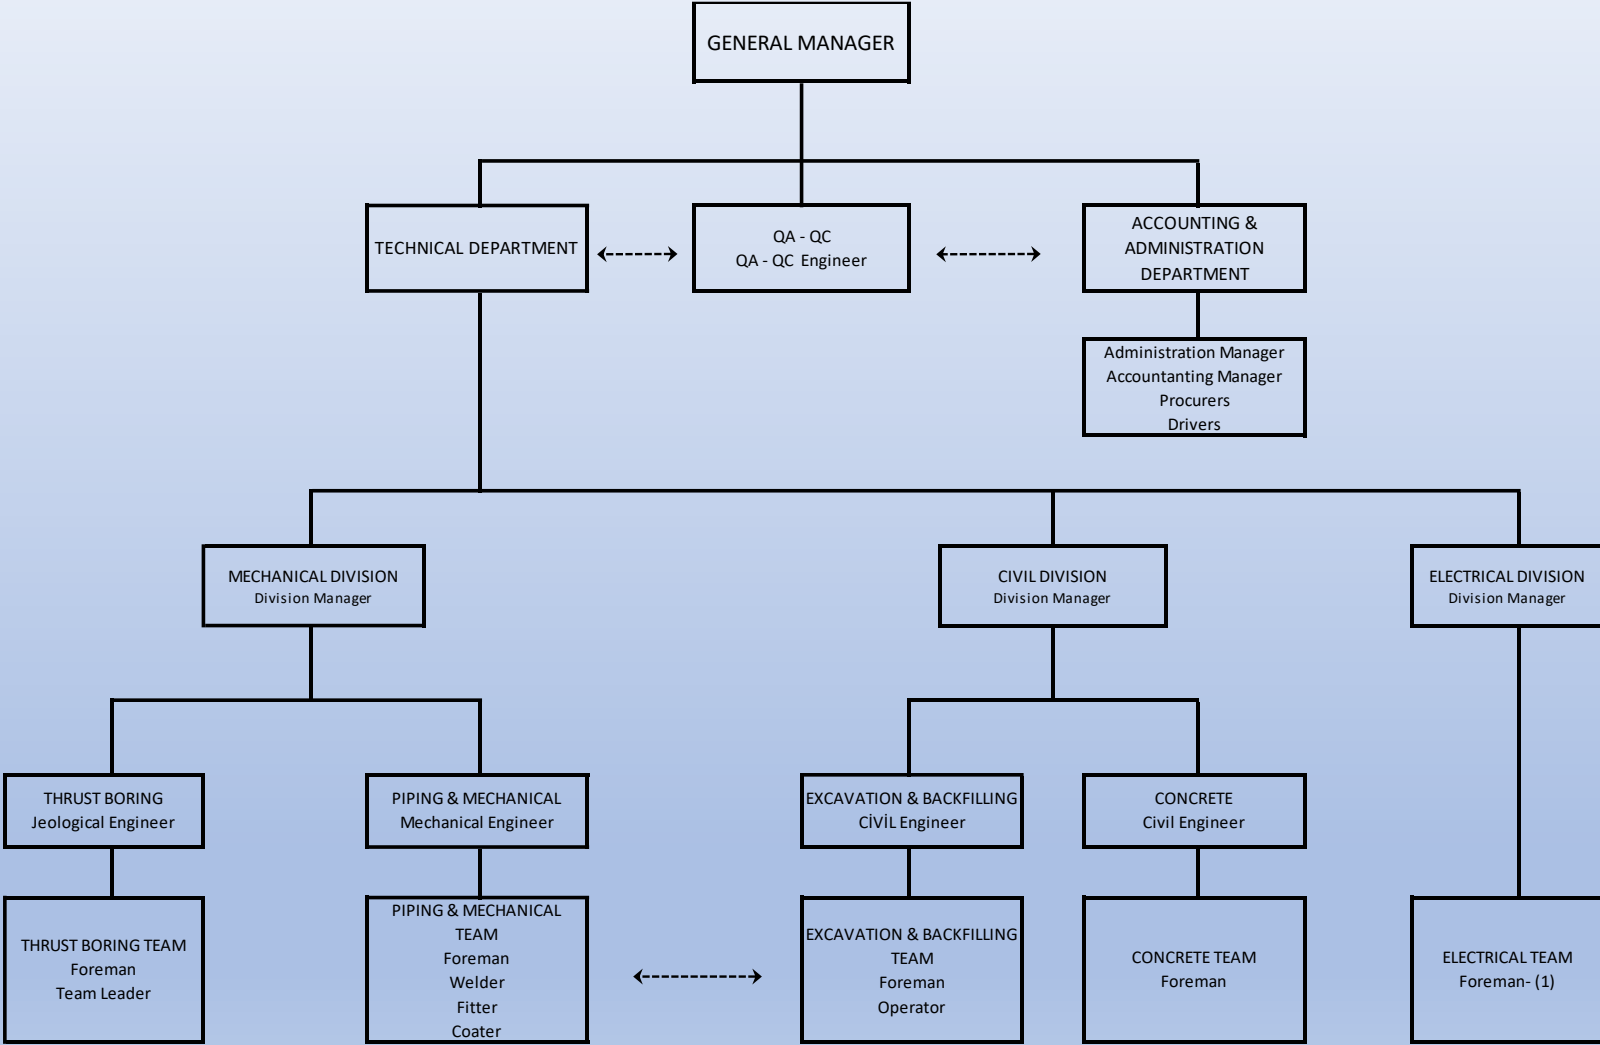 GENERAL MANAGER
TECHNICAL DEPARTMENT
QA - QC
QA - QC Engineer
ACCOUNTING &
ADMINISTRATION
DEPARTMENT
Administration Manager
Accountanting Manager
Procurers
Drivers
MECHANICAL DIVISION
Division Manager
CIVIL DIVISION
Division Manager
ELECTRICAL DIVISION
Division Manager
THRUST BORING
Jeological Engineer
PIPING & MECHANICAL
Mechanical Engineer
EXCAVATION & BACKFILLING
CİVİL Engineer
CONCRETE
Civil Engineer
THRUST BORING TEAM
Foreman
Team Leader
PIPING & MECHANICAL
TEAM
Foreman
Welder
Fitter
Coater
EXCAVATION & BACKFILLING
TEAM
Foreman
Operator
CONCRETE TEAM
Foreman
ELECTRICAL TEAM
Foreman- (1)